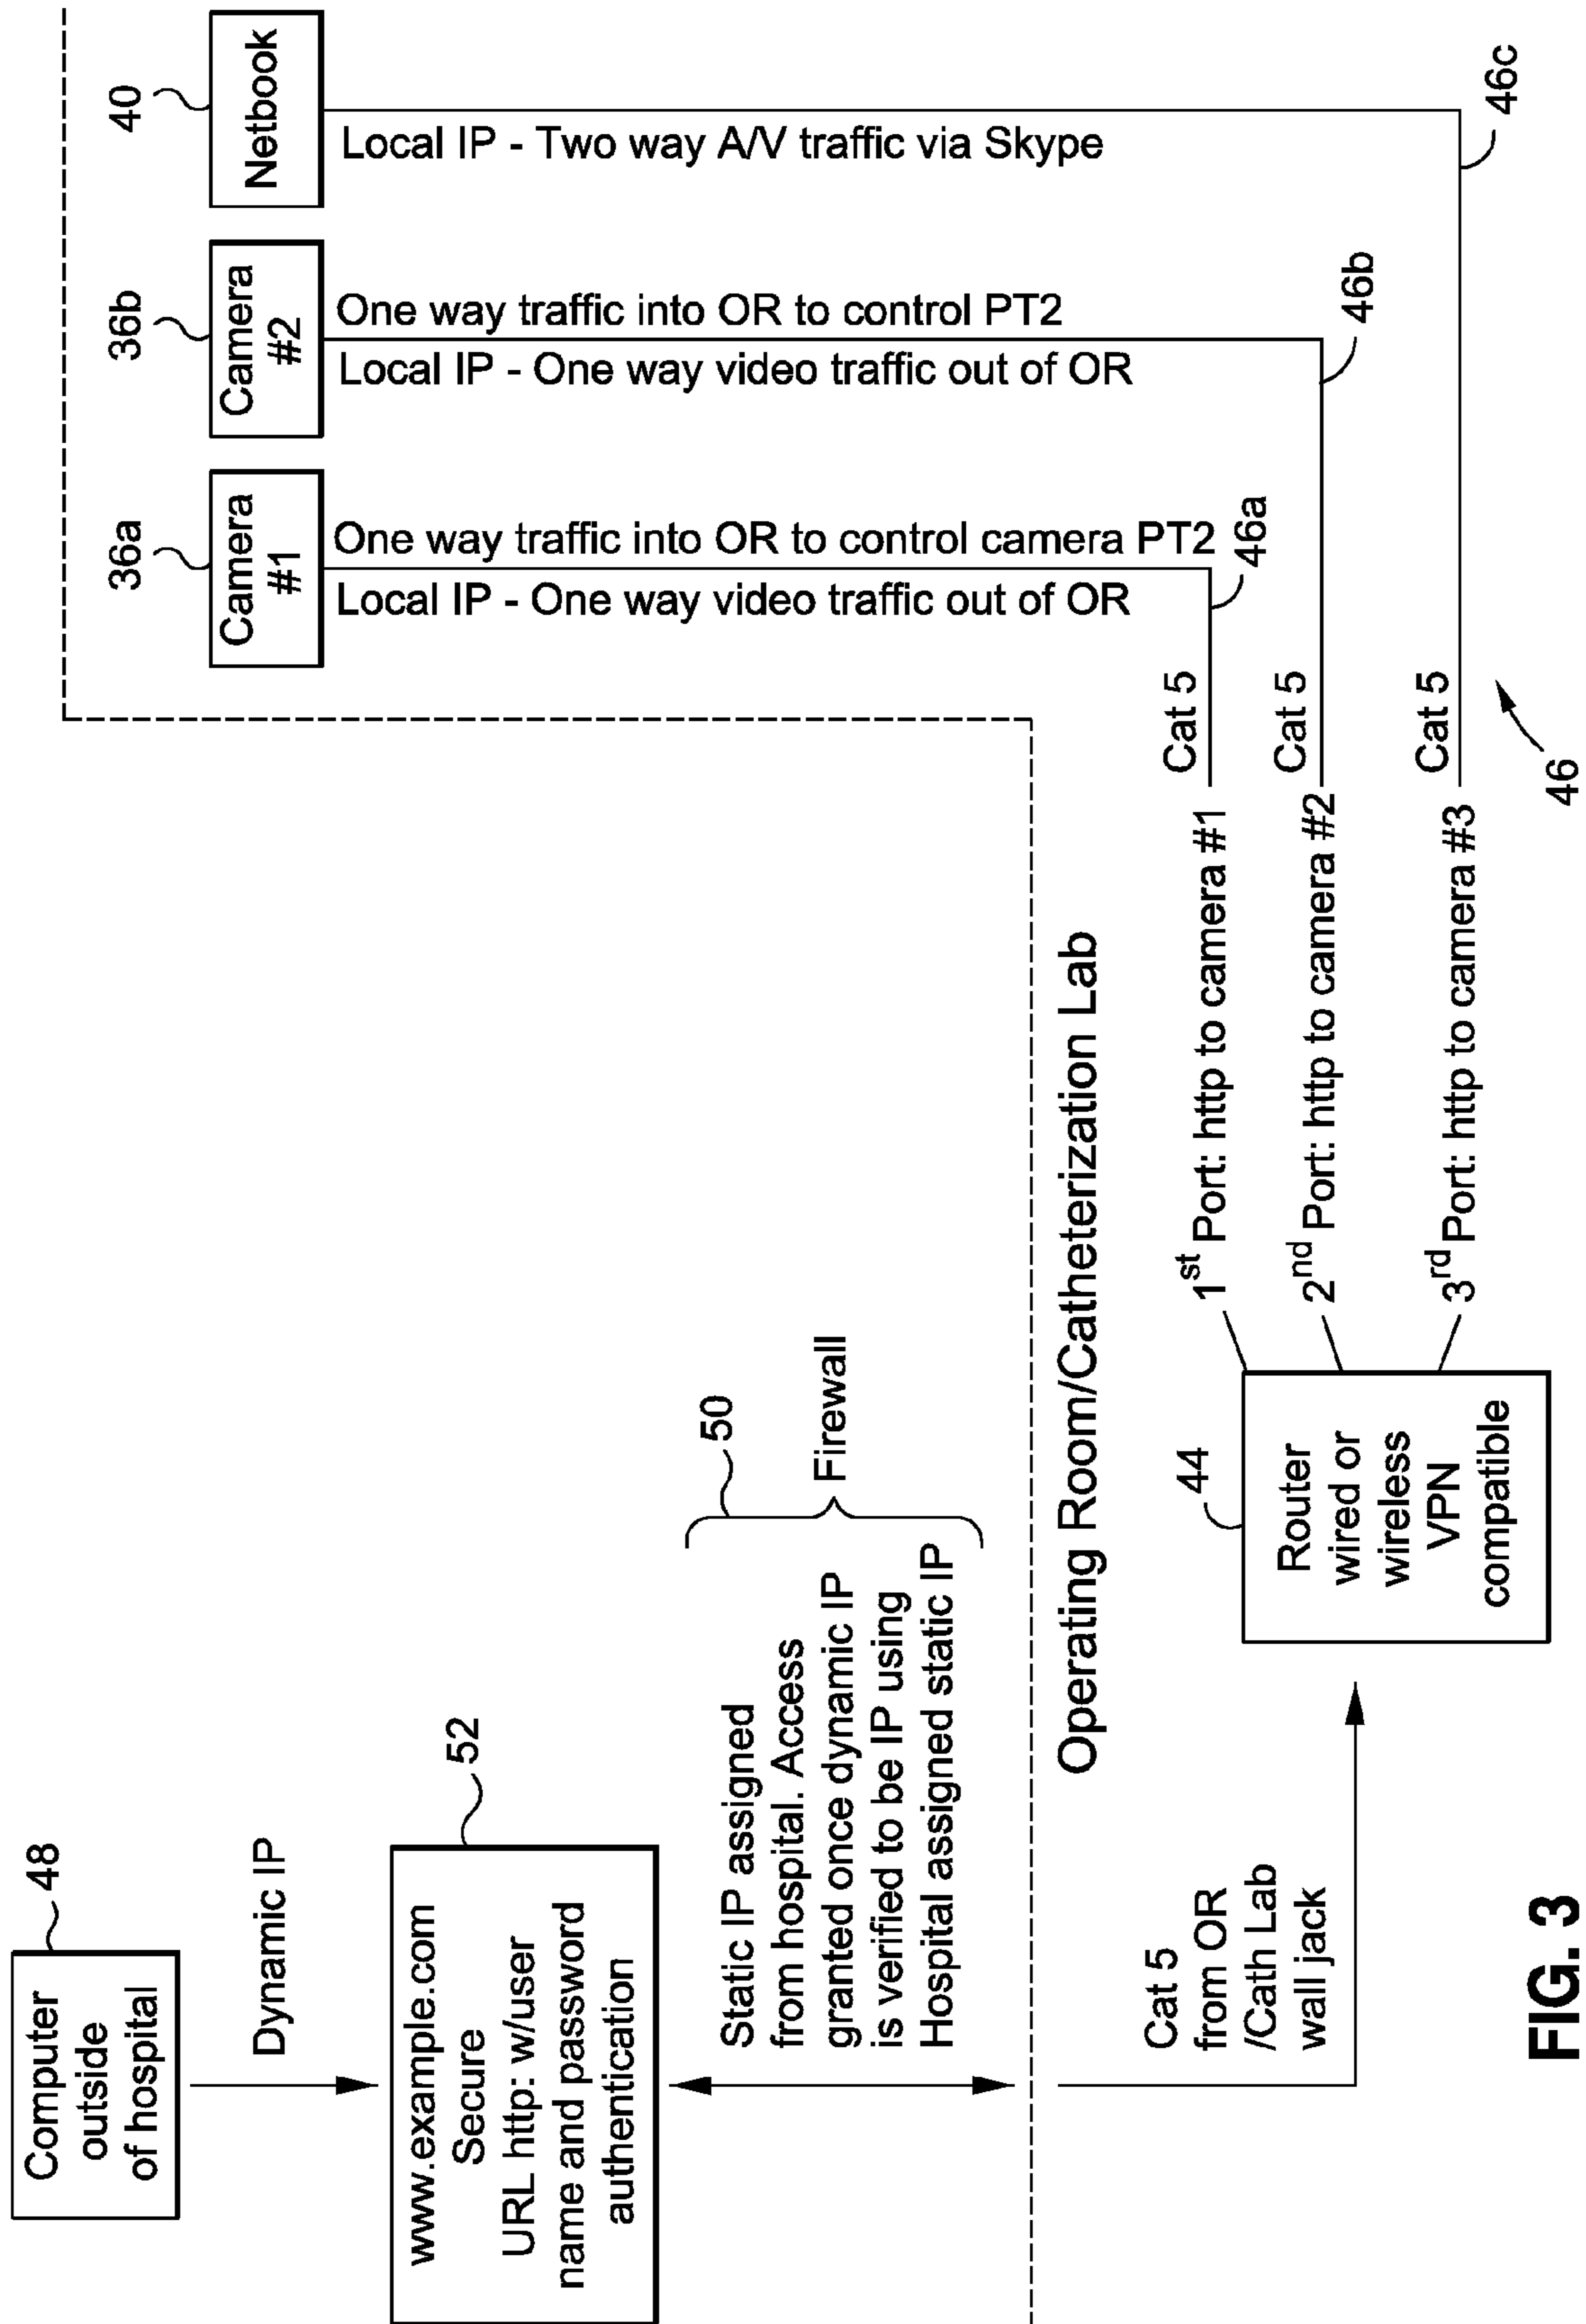 48
Computer
outside
of hospital
Dynamic IP
52
www.example.com
Secure
URL http: w/user
name and password
authentication
50
Static IP assigned
from hospital. Access
granted once dynamic IP
is verified to be IP using
Hospital assigned static IP
Firewall
Operating Room/Catheterization Lab
Cat 5
from OR
/Cath Lab
wall jack
44
Router
wired or
wireless
VPN
compatible
1st Port: http to camera #1
Cat 5
2nd Port: http to camera #2
Cat 5
3rd Port: http to camera #3
Cat 5
46
36a
Camera
#1
One way traffic into OR to control camera PT2
Local IP - One way video traffic out of OR
46a
36b
Camera
#2
One way traffic into OR to control PT2
Local IP - One way video traffic out of OR
46b
40
Netbook
Local IP - Two way A/V traffic via Skype
46c
FIG. 3